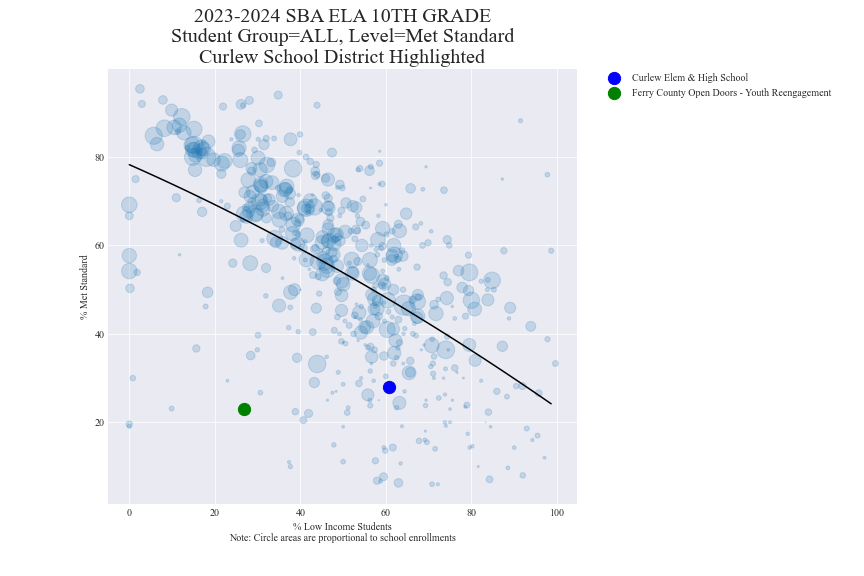 2023-2024 SBA ELA 10TH GRADE
Student Group=ALL, Level=Met Standard
Curlew School District Highlighted
Curlew Elem & High School
Ferry County Open Doors - Youth Reengagement
% Met Standard
80
60
40
20
0 20 40 60 80 100
% Low Income Students
Note: Circle areas are proportional to school enrollments